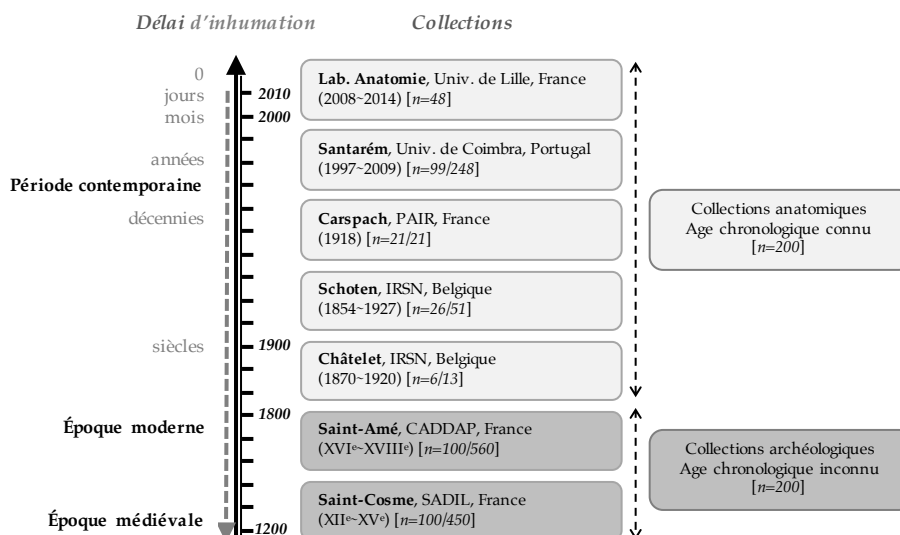 Délai d'inhumation
Collections
0
jours
mois
années
Période contemporaine
décennies
siècles
Époque moderne
Époque médiévale
2010
2000
1900
1800
1200
Lab. Anatomie, Univ. de Lille, France
(2008~2014) [n=48]
Santarém, Univ. de Coimbra, Portugal
(1997~2009) [n=99/248]
Carspach, PAIR, France
(1918) [n=21/21]
Schoten, IRSN, Belgique
(1854~1927) [n=26/51]
Châtelet, IRSN, Belgique
(1870~1920) [n=6/13]
Saint-Amé, CADDAP, France
(XVIᵉ~XVIIIᵉ) [n=100/560]
Saint-Cosme, SADIL, France
(XIIᵉ~XVᵉ) [n=100/450]
Collections anatomiques
Age chronologique connu
[n=200]
Collections archéologiques
Age chronologique inconnu
[n=200]